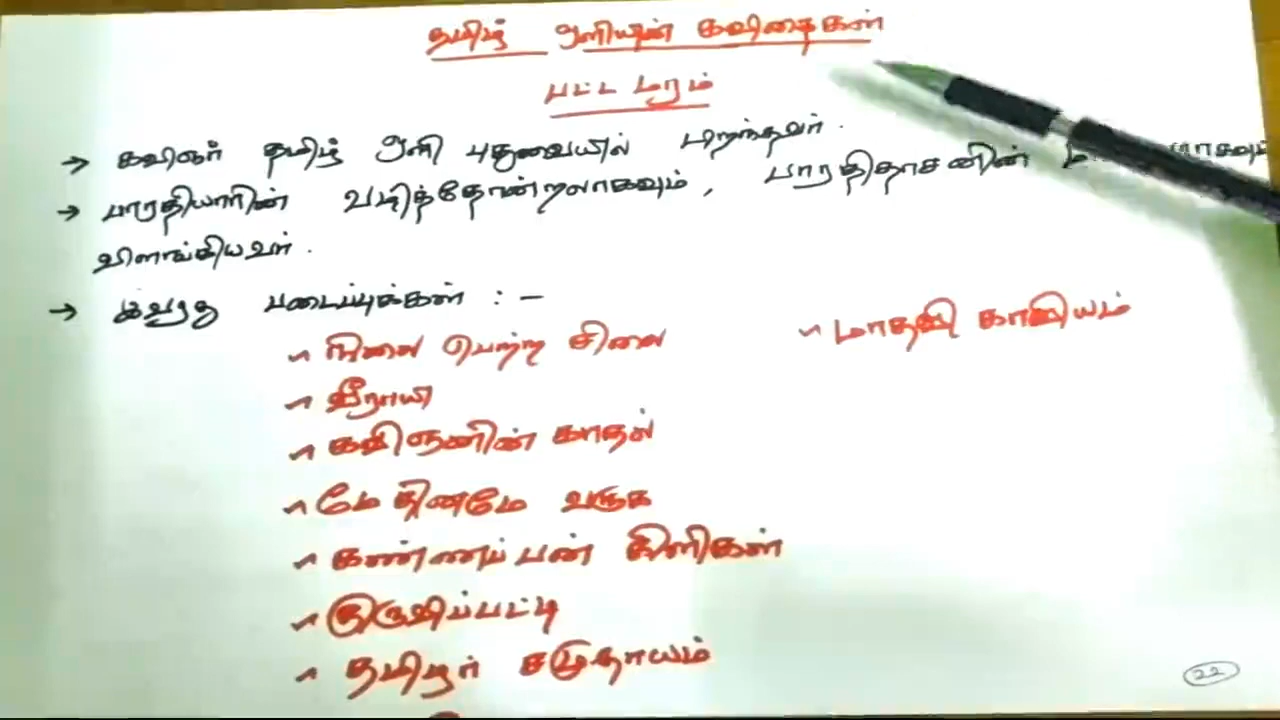 தமிழ் ஒளியின் கவிதைகள்
பட்ட மரம்
→ கவிஞர் தமிழ் ஒளி புதுவையில் பிறந்தவர்.
→ பாரதியாரின் வழித்தோன்றலாகவும், பாரதிதாசனின்
விளங்கியவர்.
→ இவரது படைப்புக்கள் : –
நிலை பெற்ற சிலை
மாதவி காவியம்
வீராயி
கவிஞனின் காதல்
மே தினமே வருக
கண்ணப்பன் கிளிகள்
குருவிப்பட்டி
தமிழர் சமுதாயம்
22